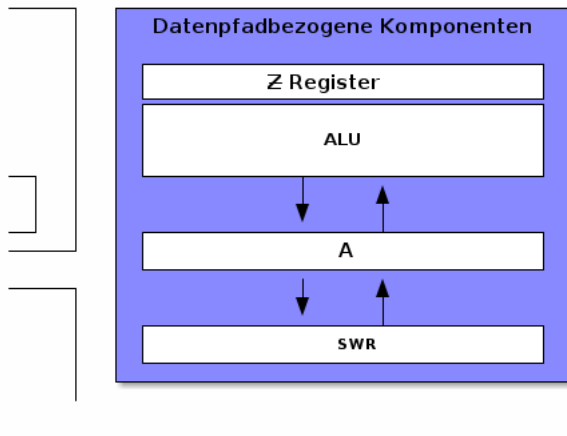 Datenpfadbezogene Komponenten
Z Register
ALU
A
SWR